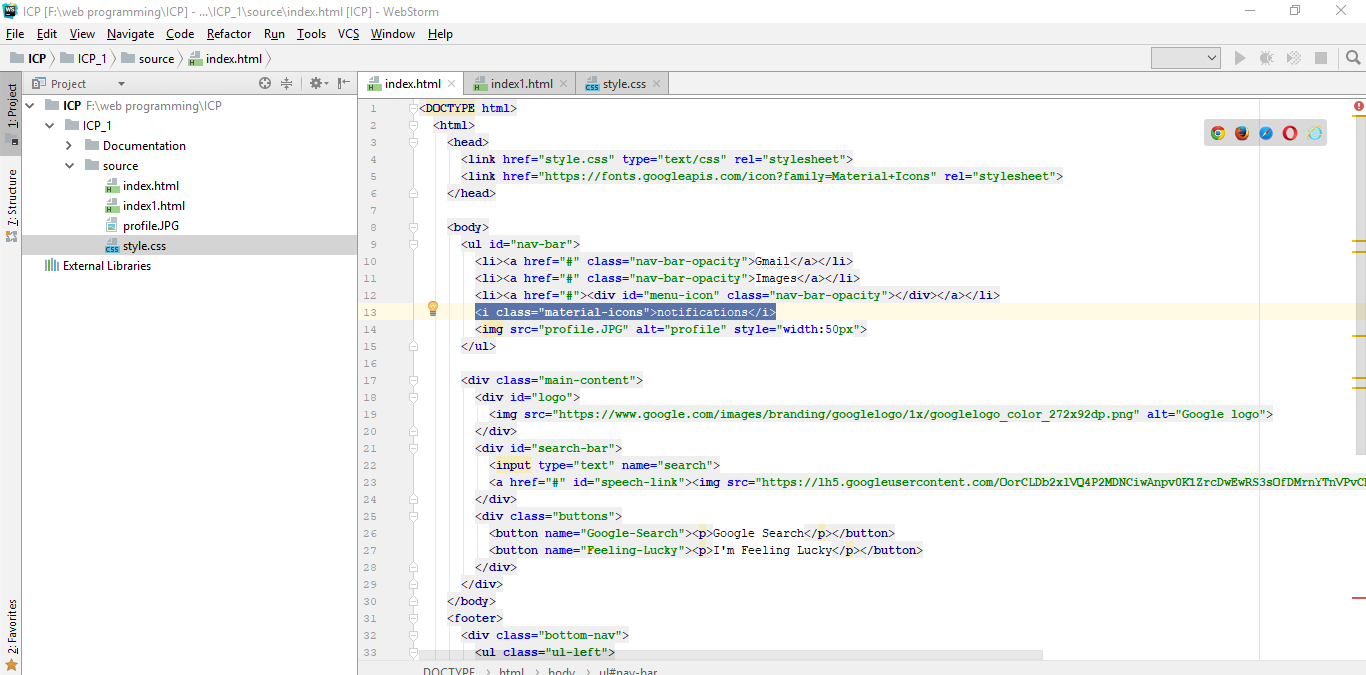 ICP [F:\web programming\ICP] - ...\ICP_1\source\index.html [ICP] - WebStorm
File Edit View Navigate Code Refactor Run Tools VCS Window Help
ICP ICP_1 source index.html
Project
index.html index1.html style.css
1: Project
7: Structure
2: Favorites
ICP F:\web programming\ICP
ICP_1
Documentation
source
index.html
index1.html
profile.JPG
style.css
External Libraries
1 <DOCTYPE html>
2 <html>
3 <head>
4 <link href="style.css" type="text/css" rel="stylesheet">
5 <link href="https://fonts.googleapis.com/icon?family=Material+Icons" rel="stylesheet">
6 </head>
7
8 <body>
9 <ul id="nav-bar">
10 <li><a href="#" class="nav-bar-opacity">Gmail</a></li>
11 <li><a href="#" class="nav-bar-opacity">Images</a></li>
12 <li><a href="#"><div id="menu-icon" class="nav-bar-opacity"></div></a></li>
13 <i class="material-icons">notifications</i>
14 <img src="profile.JPG" alt="profile" style="width:50px">
15 </ul>
16
17 <div class="main-content">
18 <div id="logo">
19 <img src="https://www.google.com/images/branding/googlelogo/1x/googlelogo_color_272x92dp.png" alt="Google logo">
20 </div>
21 <div id="search-bar">
22 <input type="text" name="search">
23 <a href="#" id="speech-link"><img src="https://lh5.googleusercontent.com/
24 </div>
25 <div class="buttons">
26 <button name="Google-Search"><p>Google Search</p></button>
27 <button name="Feeling-Lucky"><p>I'm Feeling Lucky</p></button>
28 </div>
29 </div>
30 </body>
31 <footer>
32 <div class="bottom-nav">
33 <ul class="ul-left">
DOCTYPE html body ul#nav-bar